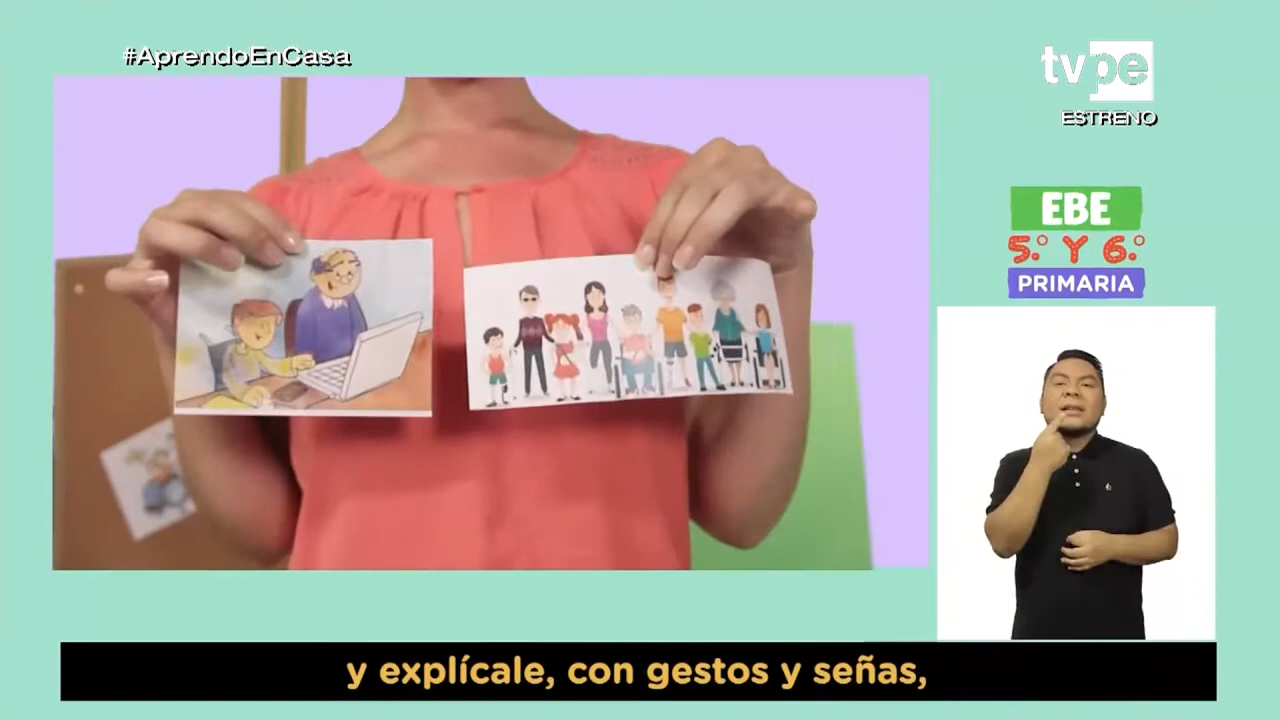 #AprendoEnCasa
tvpe
ESTRENO
EBE
5.° Y 6.°
PRIMARIA
y explícale, con gestos y señas,